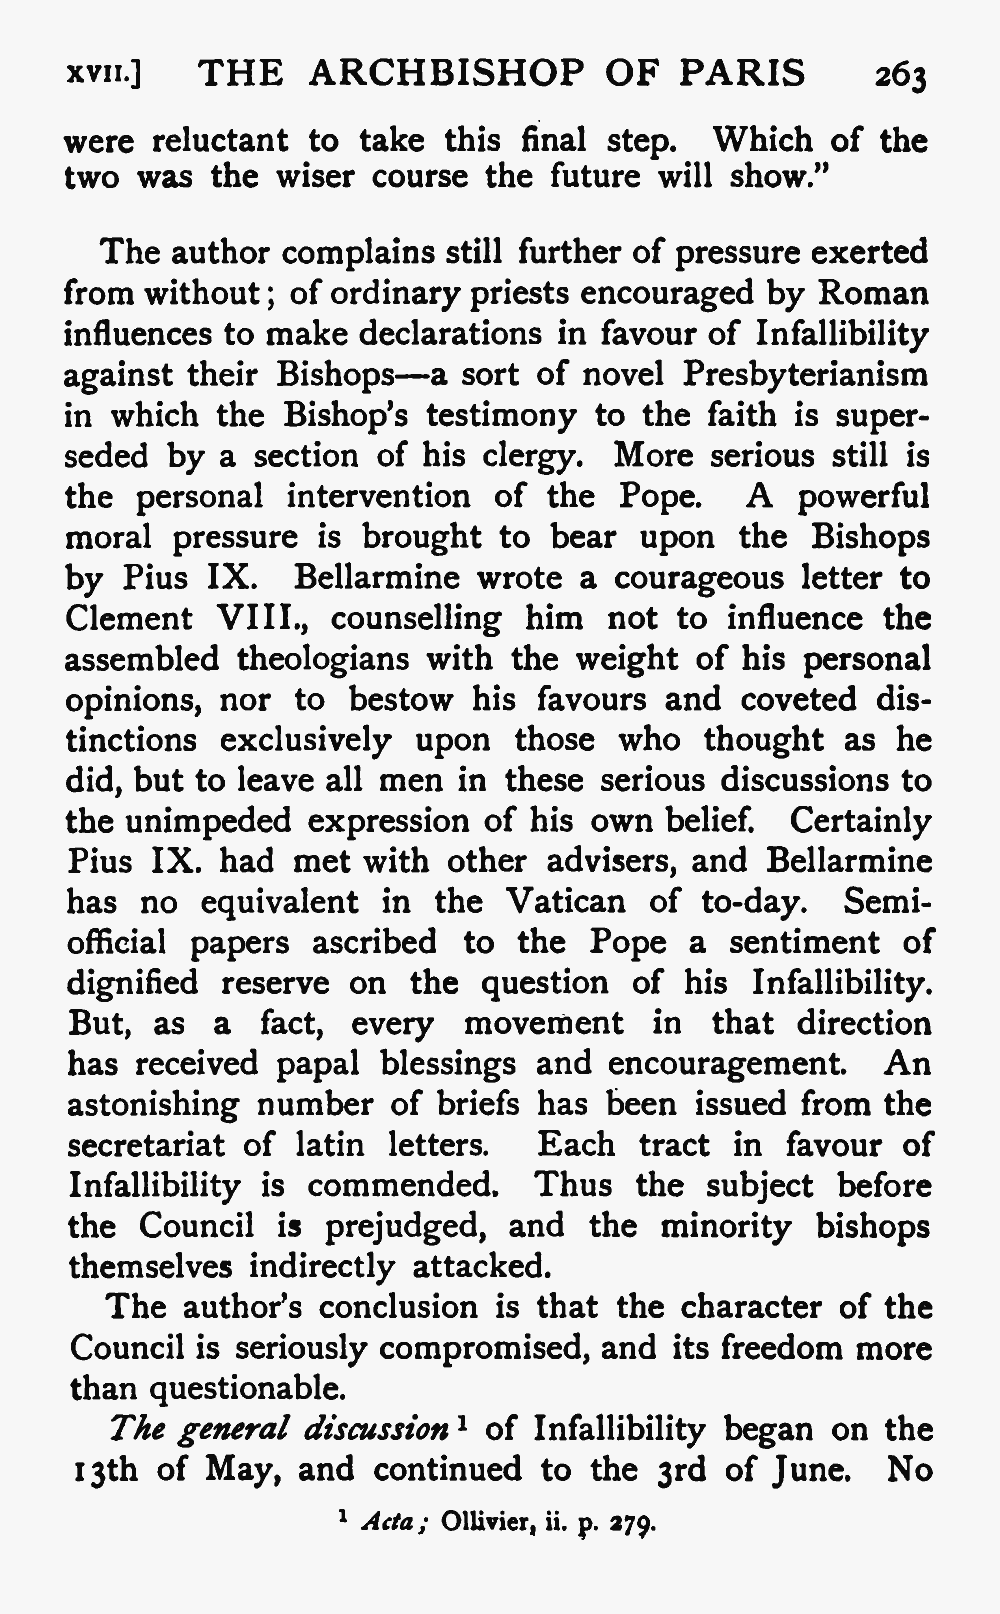 XVII.] THE ARCHBISHOP OF PARIS 263
were reluctant to take this final step. Which of the
two was the wiser course the future will show.”
The author complains still further of pressure exerted
from without; of ordinary priests encouraged by Roman
influences to make declarations in favour of Infallibility
against their Bishops—a sort of novel Presbyterianism
in which the Bishop’s testimony to the faith is super-
seded by a section of his clergy. More serious still is
the personal intervention of the Pope. A powerful
moral pressure is brought to bear upon the Bishops
by Pius IX. Bellarmine wrote a courageous letter to
Clement VIII., counselling him not to influence the
assembled theologians with the weight of his personal
opinions, nor to bestow his favours and coveted dis-
tinctions exclusively upon those who thought as he
did, but to leave all men in these serious discussions to
the unimpeded expression of his own belief. Certainly
Pius IX. had met with other advisers, and Bellarmine
has no equivalent in the Vatican of to-day. Semi-
official papers ascribed to the Pope a sentiment of
dignified reserve on the question of his Infallibility.
But, as a fact, every movement in that direction
has received papal blessings and encouragement. An
astonishing number of briefs has been issued from the
secretariat of latin letters. Each tract in favour of
Infallibility is commended. Thus the subject before
the Council is prejudged, and the minority bishops
themselves indirectly attacked.
The author’s conclusion is that the character of the
Council is seriously compromised, and its freedom more
than questionable.
The general discussion¹ of Infallibility began on the
13th of May, and continued to the 3rd of June. No
¹ Acta; Ollivier, ii. p. 279.